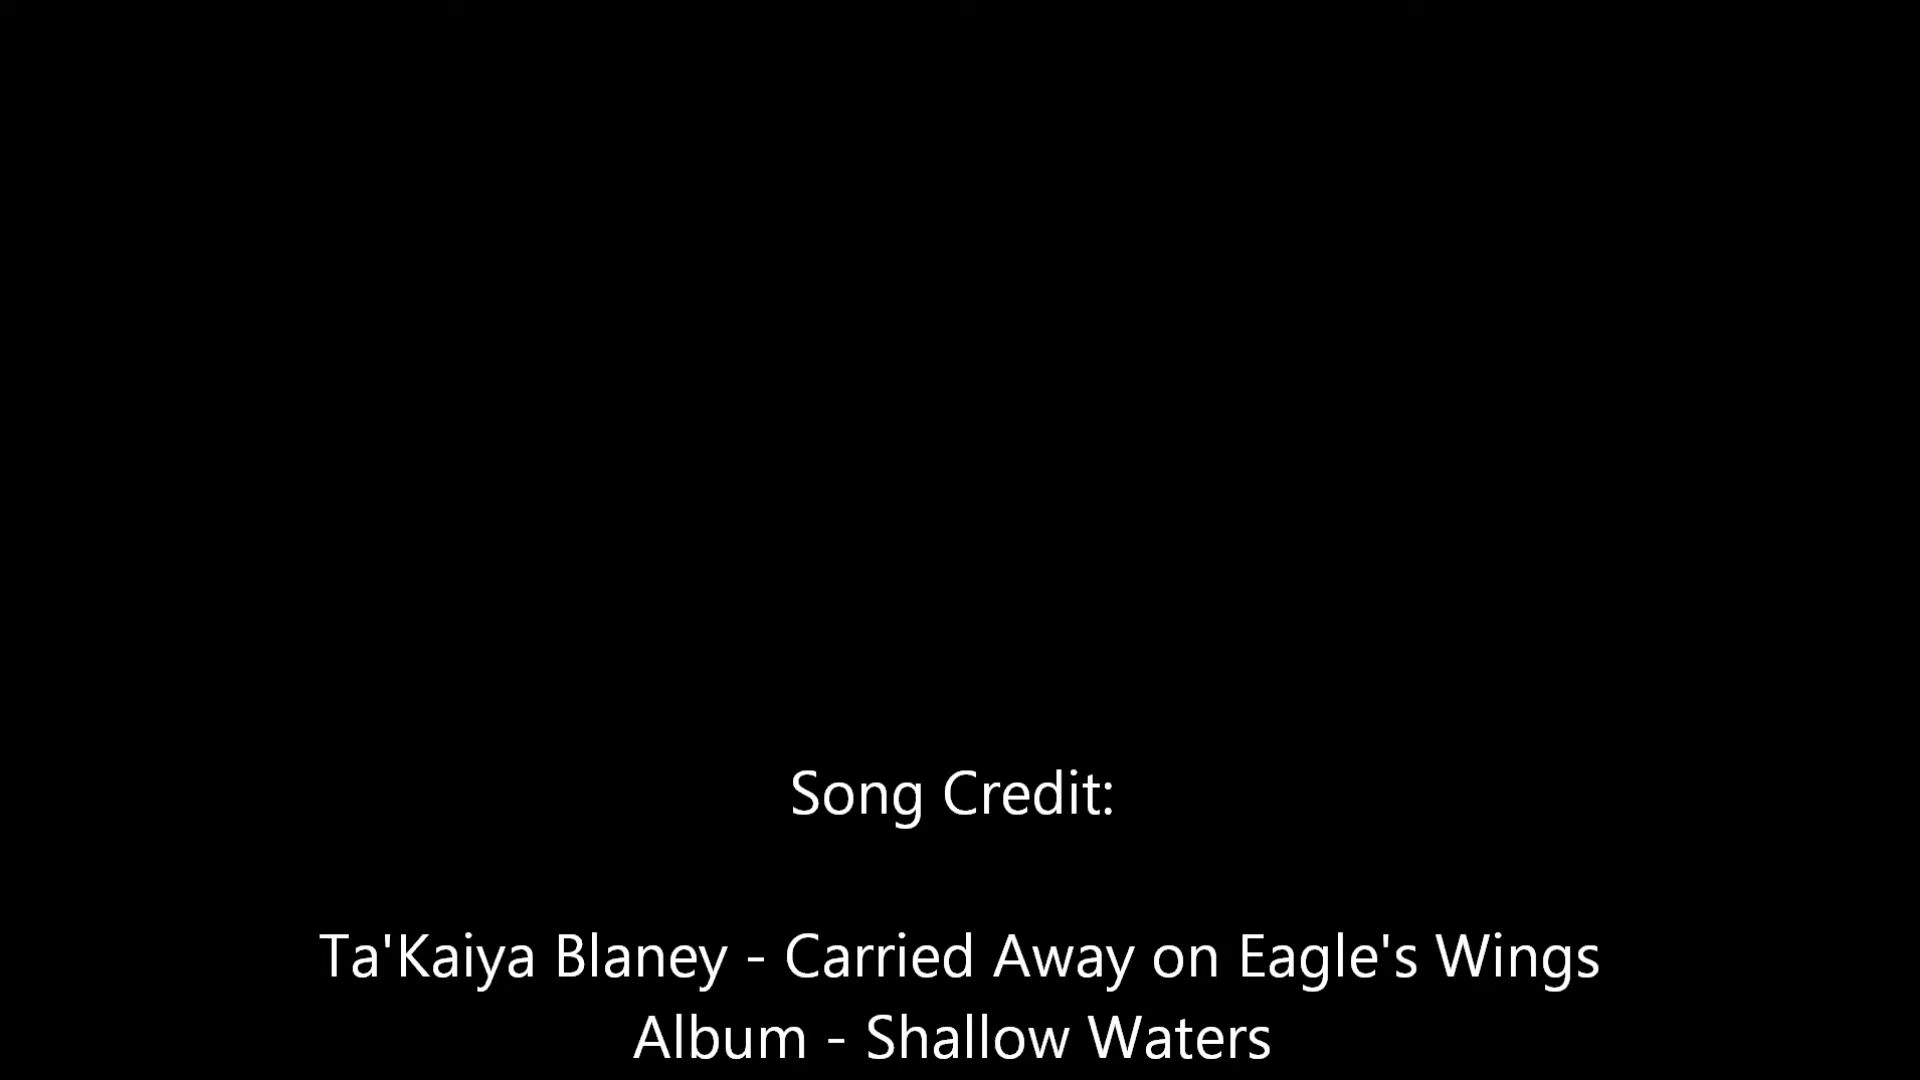 Song Credit:
Ta'Kaiya Blaney - Carried Away on Eagle's Wings
Album - Shallow Waters